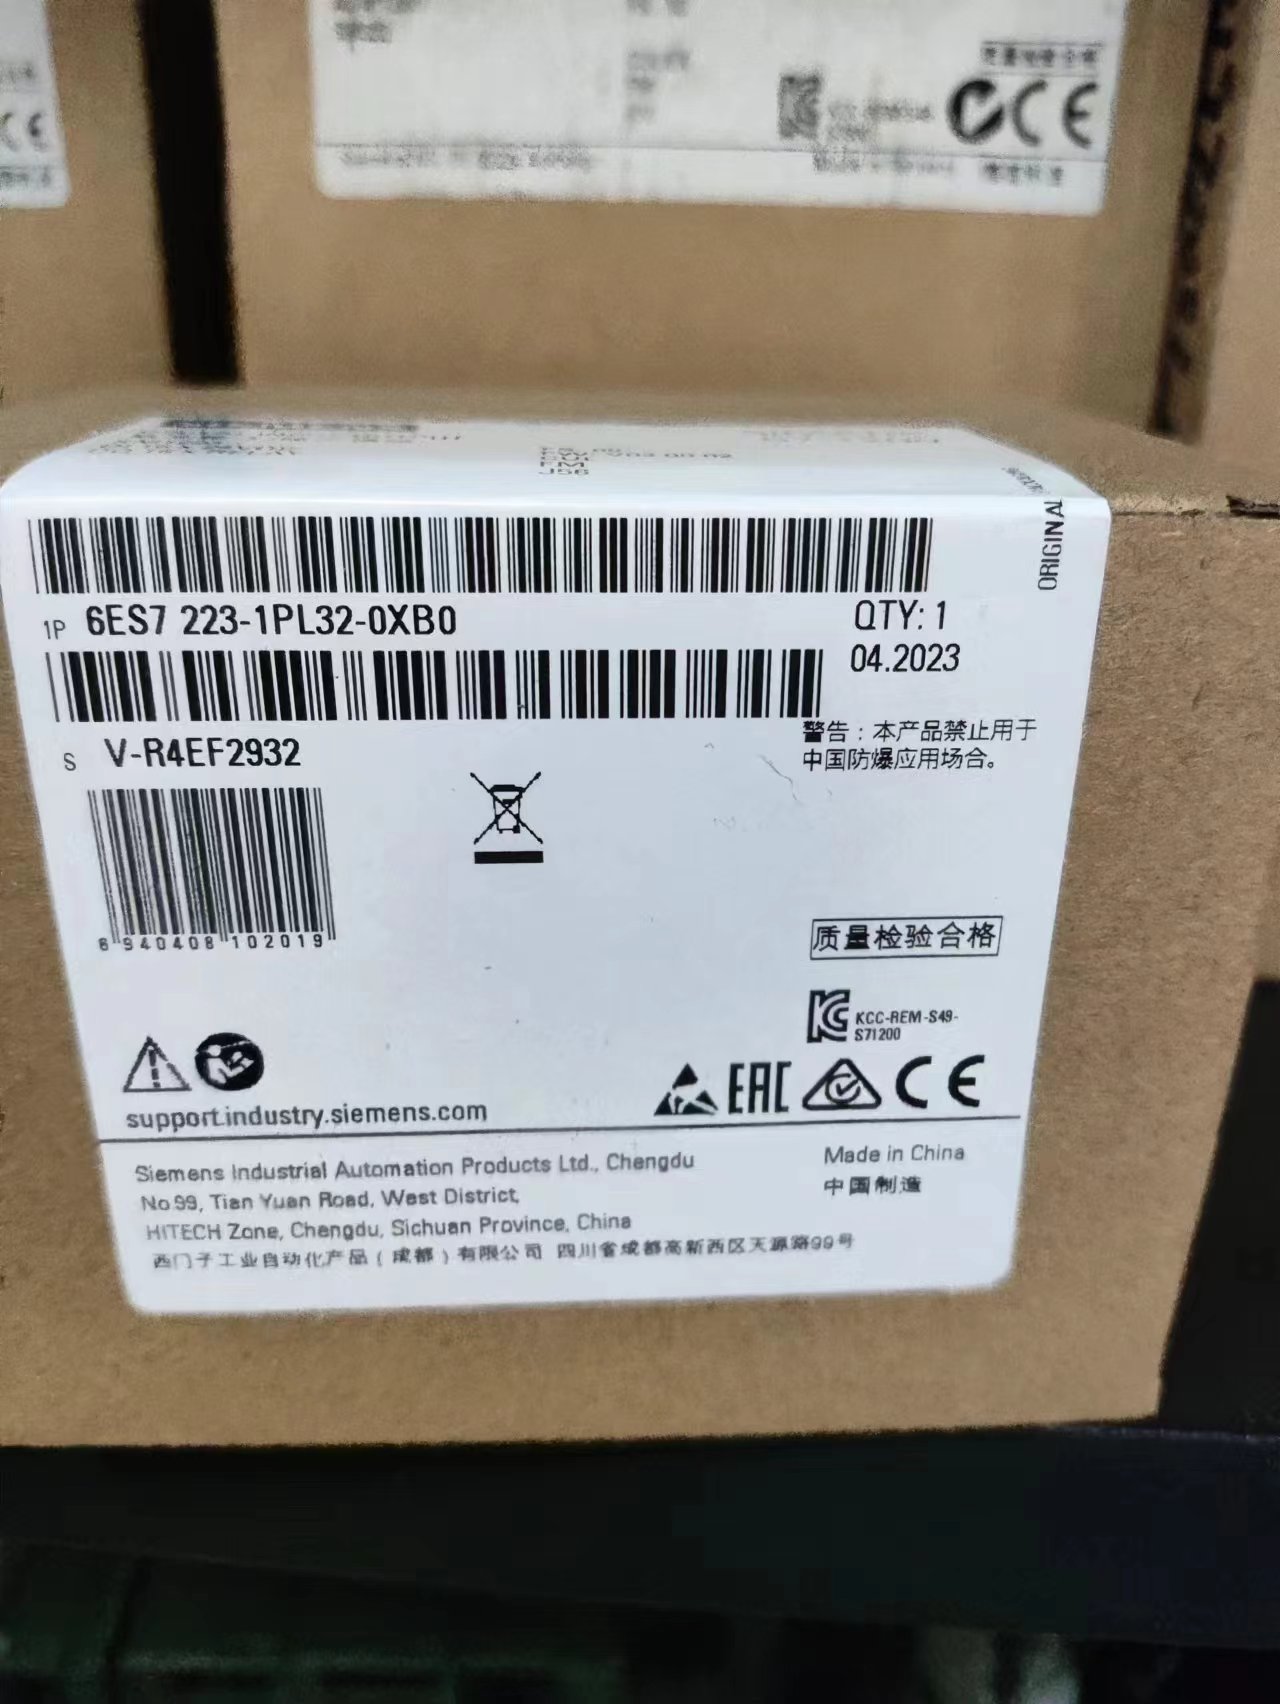 ORIGINAL
1P 6ES7 223-1PL32-0XB0
QTY: 1
04.2023
S V-R4EF2932
警告：本产品禁止用于
中国防爆应用场合。
6 940408 102019
质量检验合格
KCC-REM-S49-
S71200
EAC
CE
support.industry.siemens.com
Siemens Industrial Automation Products Ltd., Chengdu
No 99, Tian Yuan Road, West District,
HITECH Zone, Chengdu, Sichuan Province, China
西门子工业自动化产品（成都）有限公司 四川省成都高新西区天源路99号
Made in China
中国制造
CE